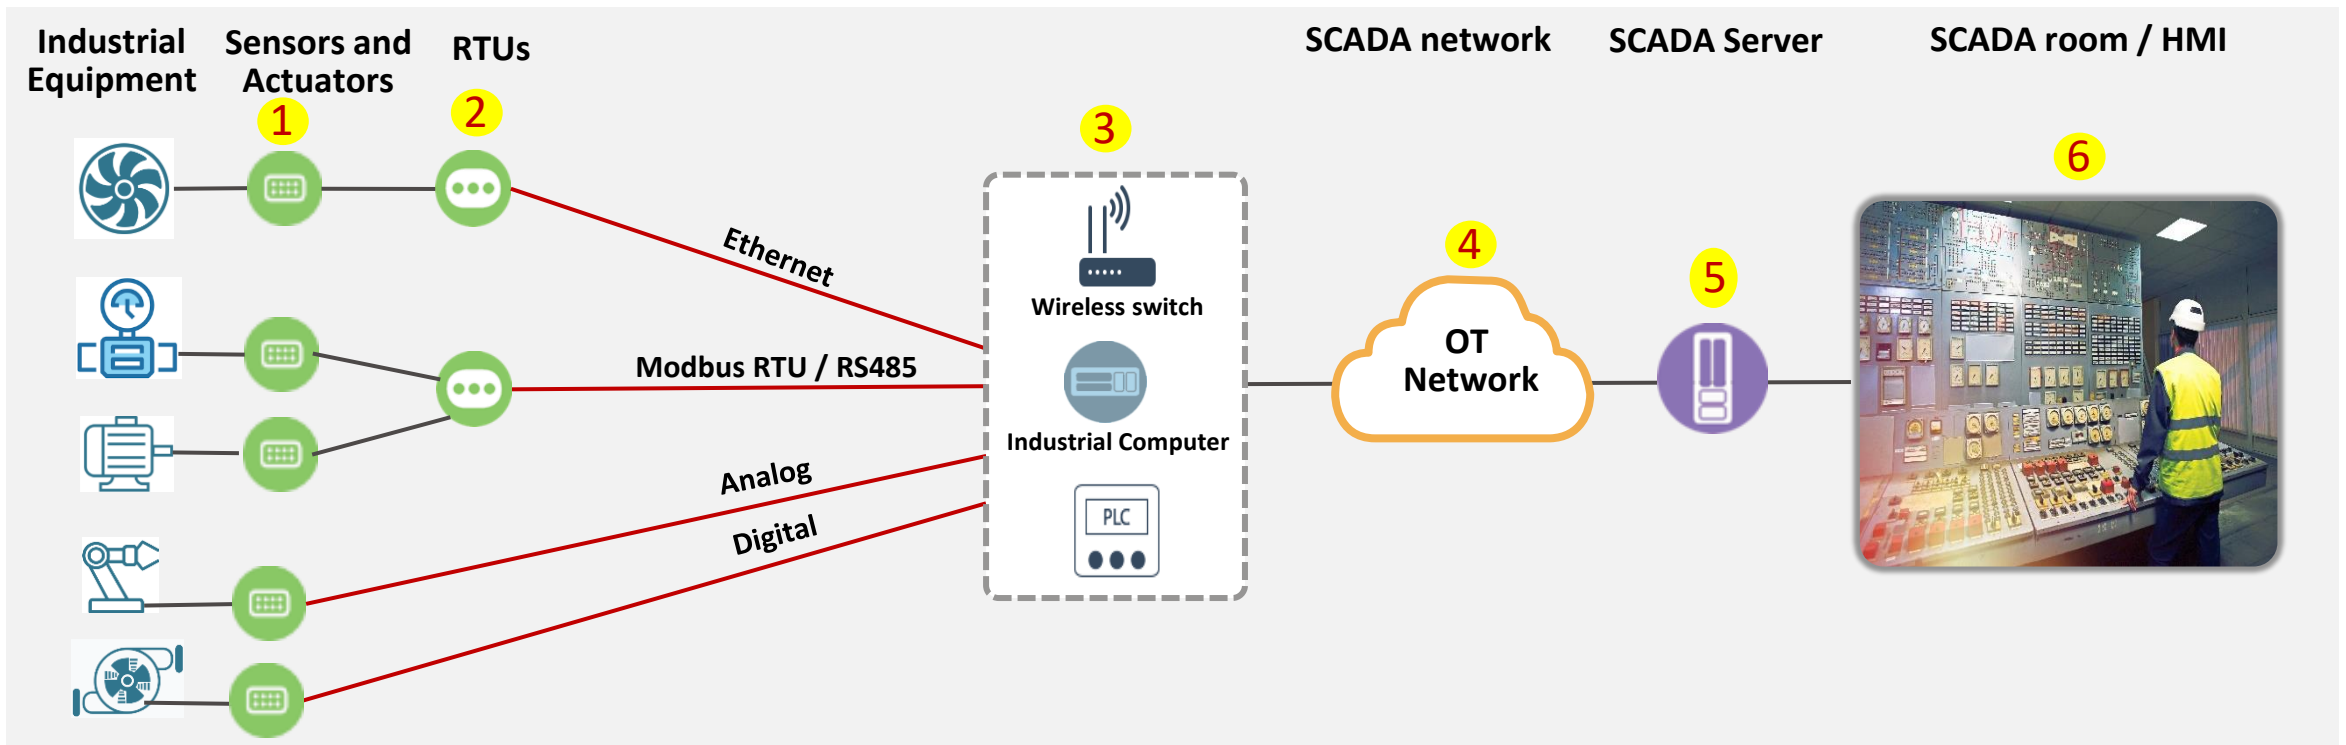 Industrial
Equipment
Sensors and
Actuators
RTUs
SCADA network
SCADA Server
SCADA room / HMI
1
2
3
4
5
6
Ethernet
Modbus RTU / RS485
Analog
Digital
Wireless switch
Industrial Computer
PLC
OT
Network